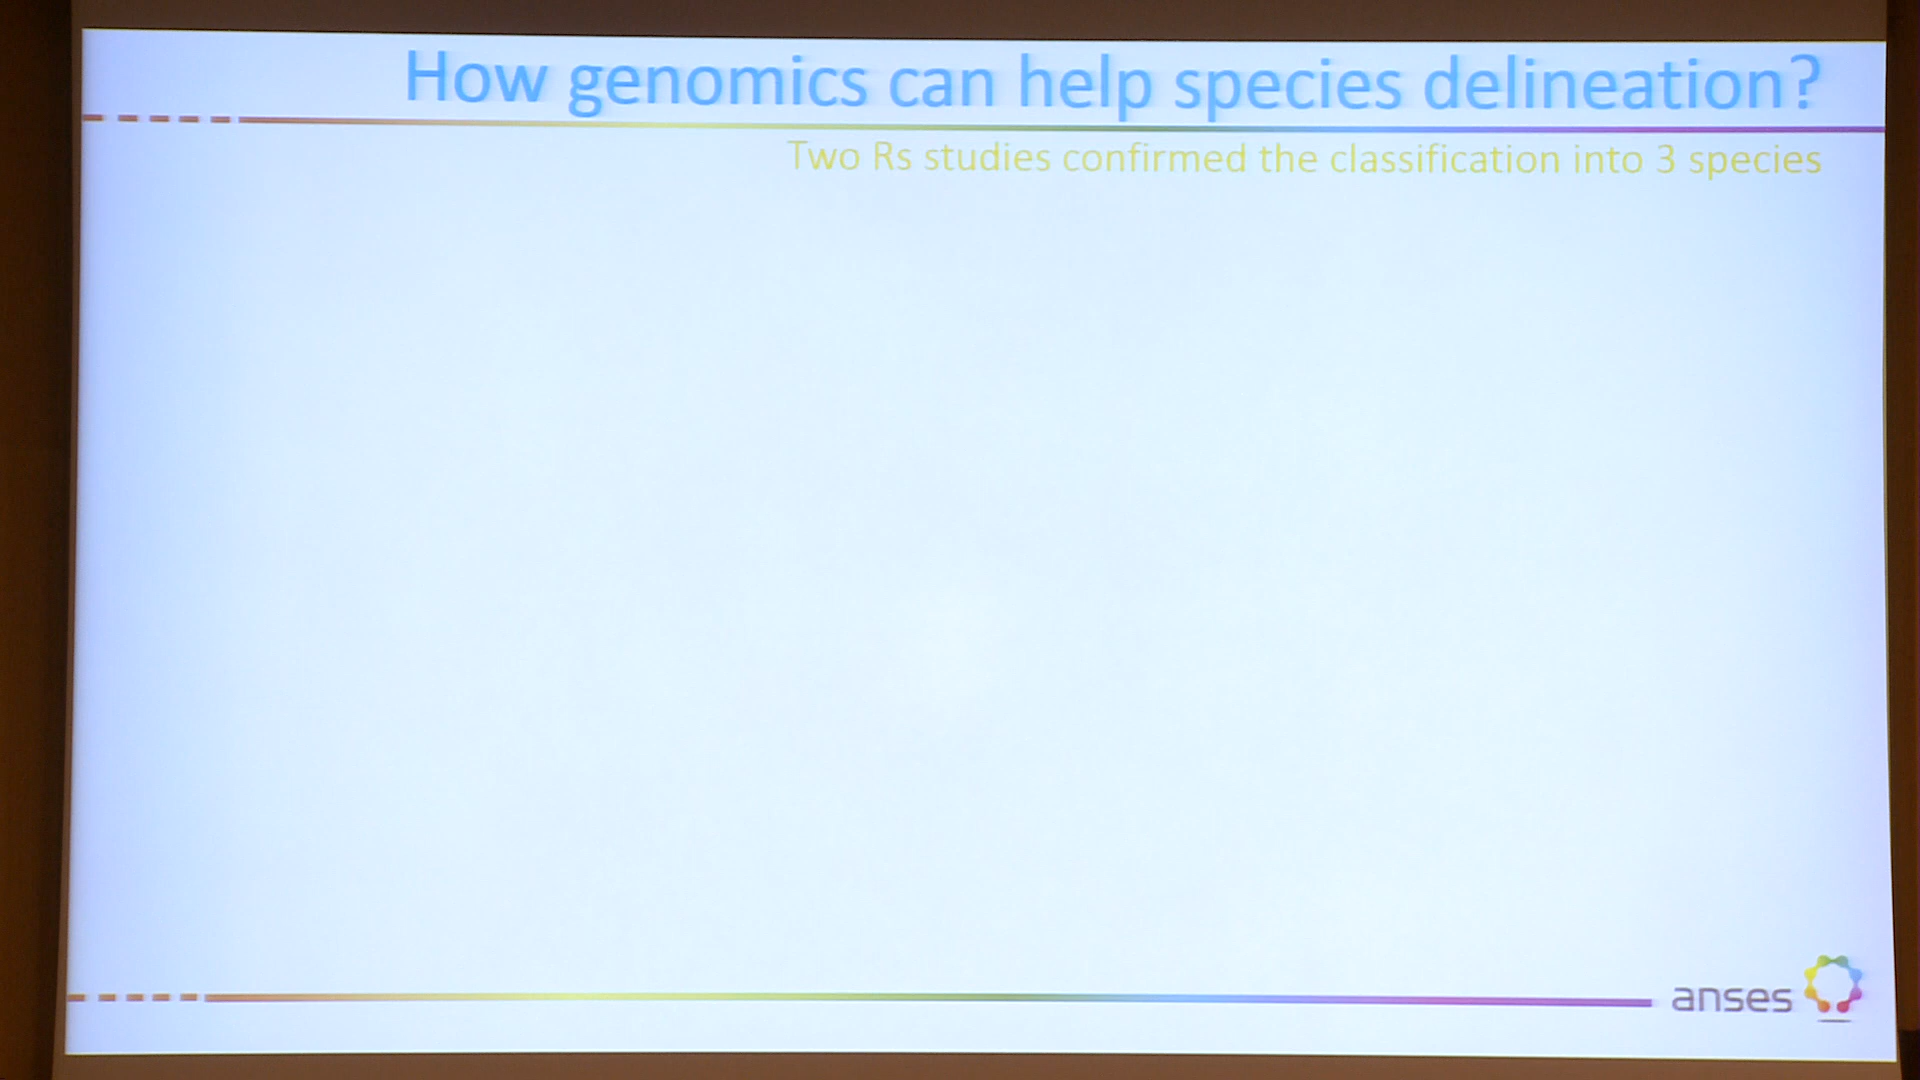 How genomics can help species delineation?
Two Rs studies confirmed the classification into 3 species
anses